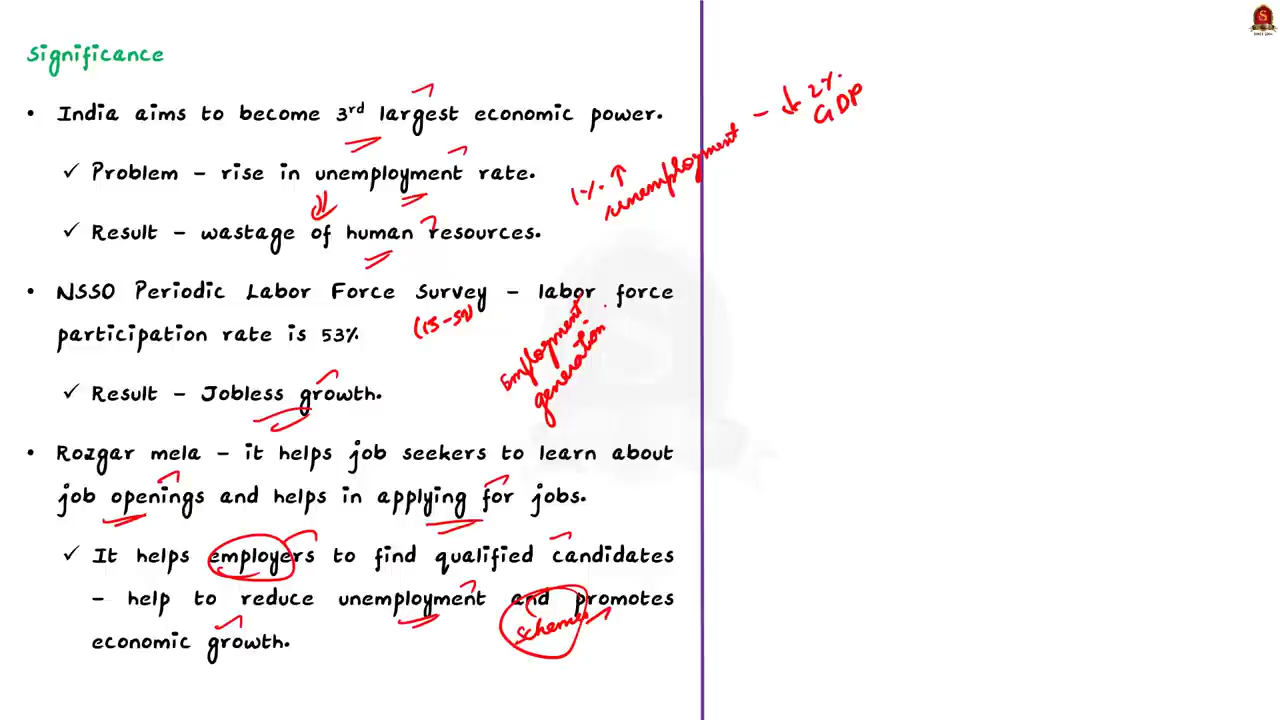 Significance
• India aims to become 3rd largest economic power.
✓ Problem – rise in unemployment rate.
✓ Result – wastage of human resources.
1% ↑ unemployment – ↓ 2% GDP
• NSSO Periodic Labor Force Survey – labor force
participation rate is 53%.
Employment
generation
✓ Result – Jobless growth.
• Rozgar mela – it helps job seekers to learn about
job openings and helps in applying for jobs.
✓ It helps employers to find qualified candidates
– help to reduce unemployment and promotes
schemes
economic growth.